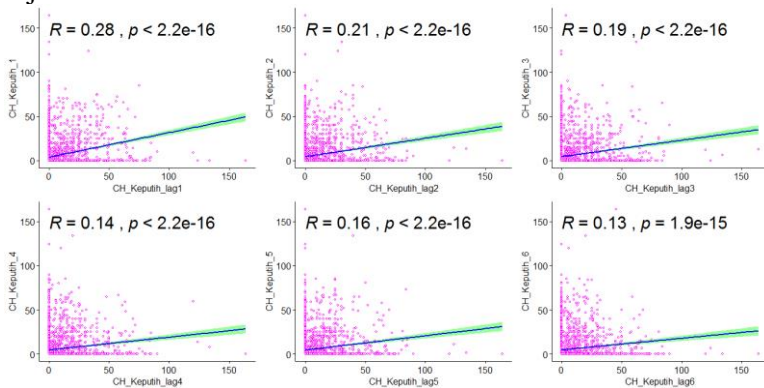 R = 0.28 , p < 2.2e-16
R = 0.21 , p < 2.2e-16
R = 0.19 , p < 2.2e-16
150
100
50
0
150
100
50
0
150
100
50
0
CH_Keputih_1
CH_Keputih_2
CH_Keputih_3
0 50 100 150
0 50 100 150
0 50 100 150
CH_Keputih_lag1
CH_Keputih_lag2
CH_Keputih_lag3
R = 0.14 , p < 2.2e-16
R = 0.16 , p < 2.2e-16
R = 0.13 , p = 1.9e-15
150
100
50
0
150
100
50
0
150
100
50
0
CH_Keputih_4
CH_Keputih_5
CH_Keputih_6
0 50 100 150
0 50 100 150
0 50 100 150
CH_Keputih_lag4
CH_Keputih_lag5
CH_Keputih_lag6